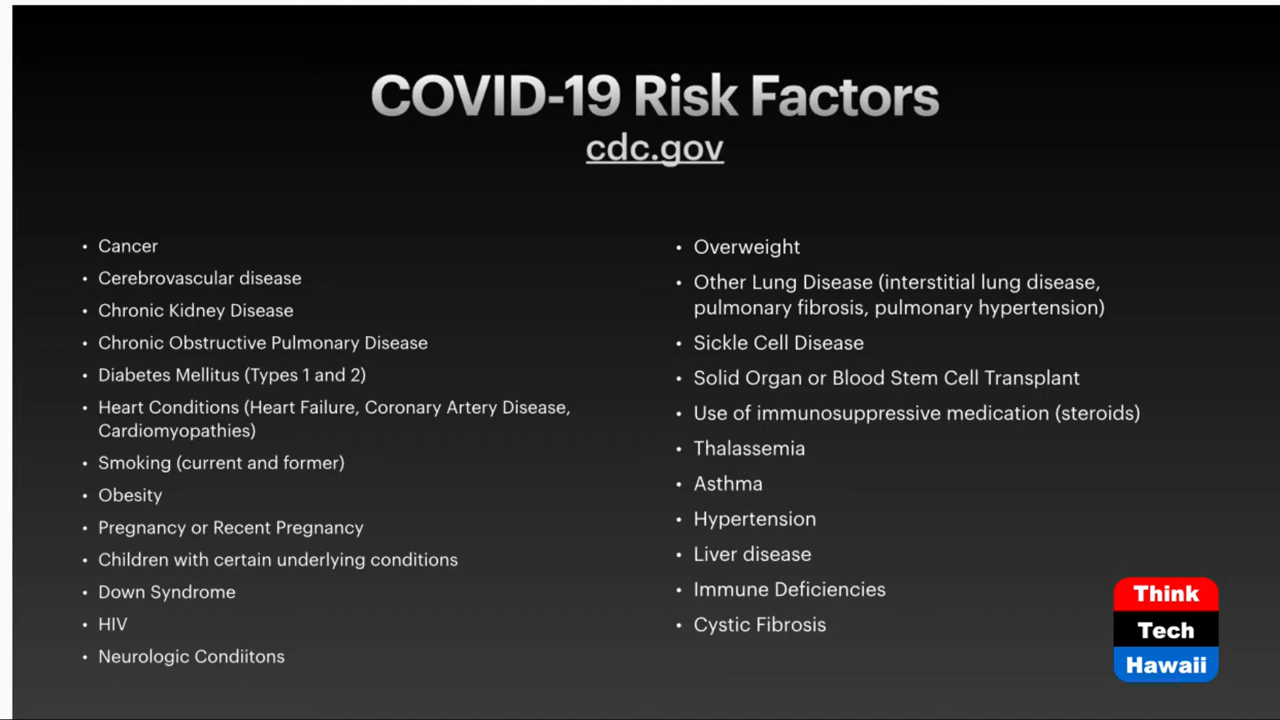 COVID-19 Risk Factors
cdc.gov
• Cancer
• Cerebrovascular disease
• Chronic Kidney Disease
• Chronic Obstructive Pulmonary Disease
• Diabetes Mellitus (Types 1 and 2)
• Heart Conditions (Heart Failure, Coronary Artery Disease,
Cardiomyopathies)
• Smoking (current and former)
• Obesity
• Pregnancy or Recent Pregnancy
• Children with certain underlying conditions
• Down Syndrome
• HIV
• Neurologic Condiitons
• Overweight
• Other Lung Disease (interstitial lung disease,
pulmonary fibrosis, pulmonary hypertension)
• Sickle Cell Disease
• Solid Organ or Blood Stem Cell Transplant
• Use of immunosuppressive medication (steroids)
• Thalassemia
• Asthma
• Hypertension
• Liver disease
• Immune Deficiencies
• Cystic Fibrosis
Think
Tech
Hawaii